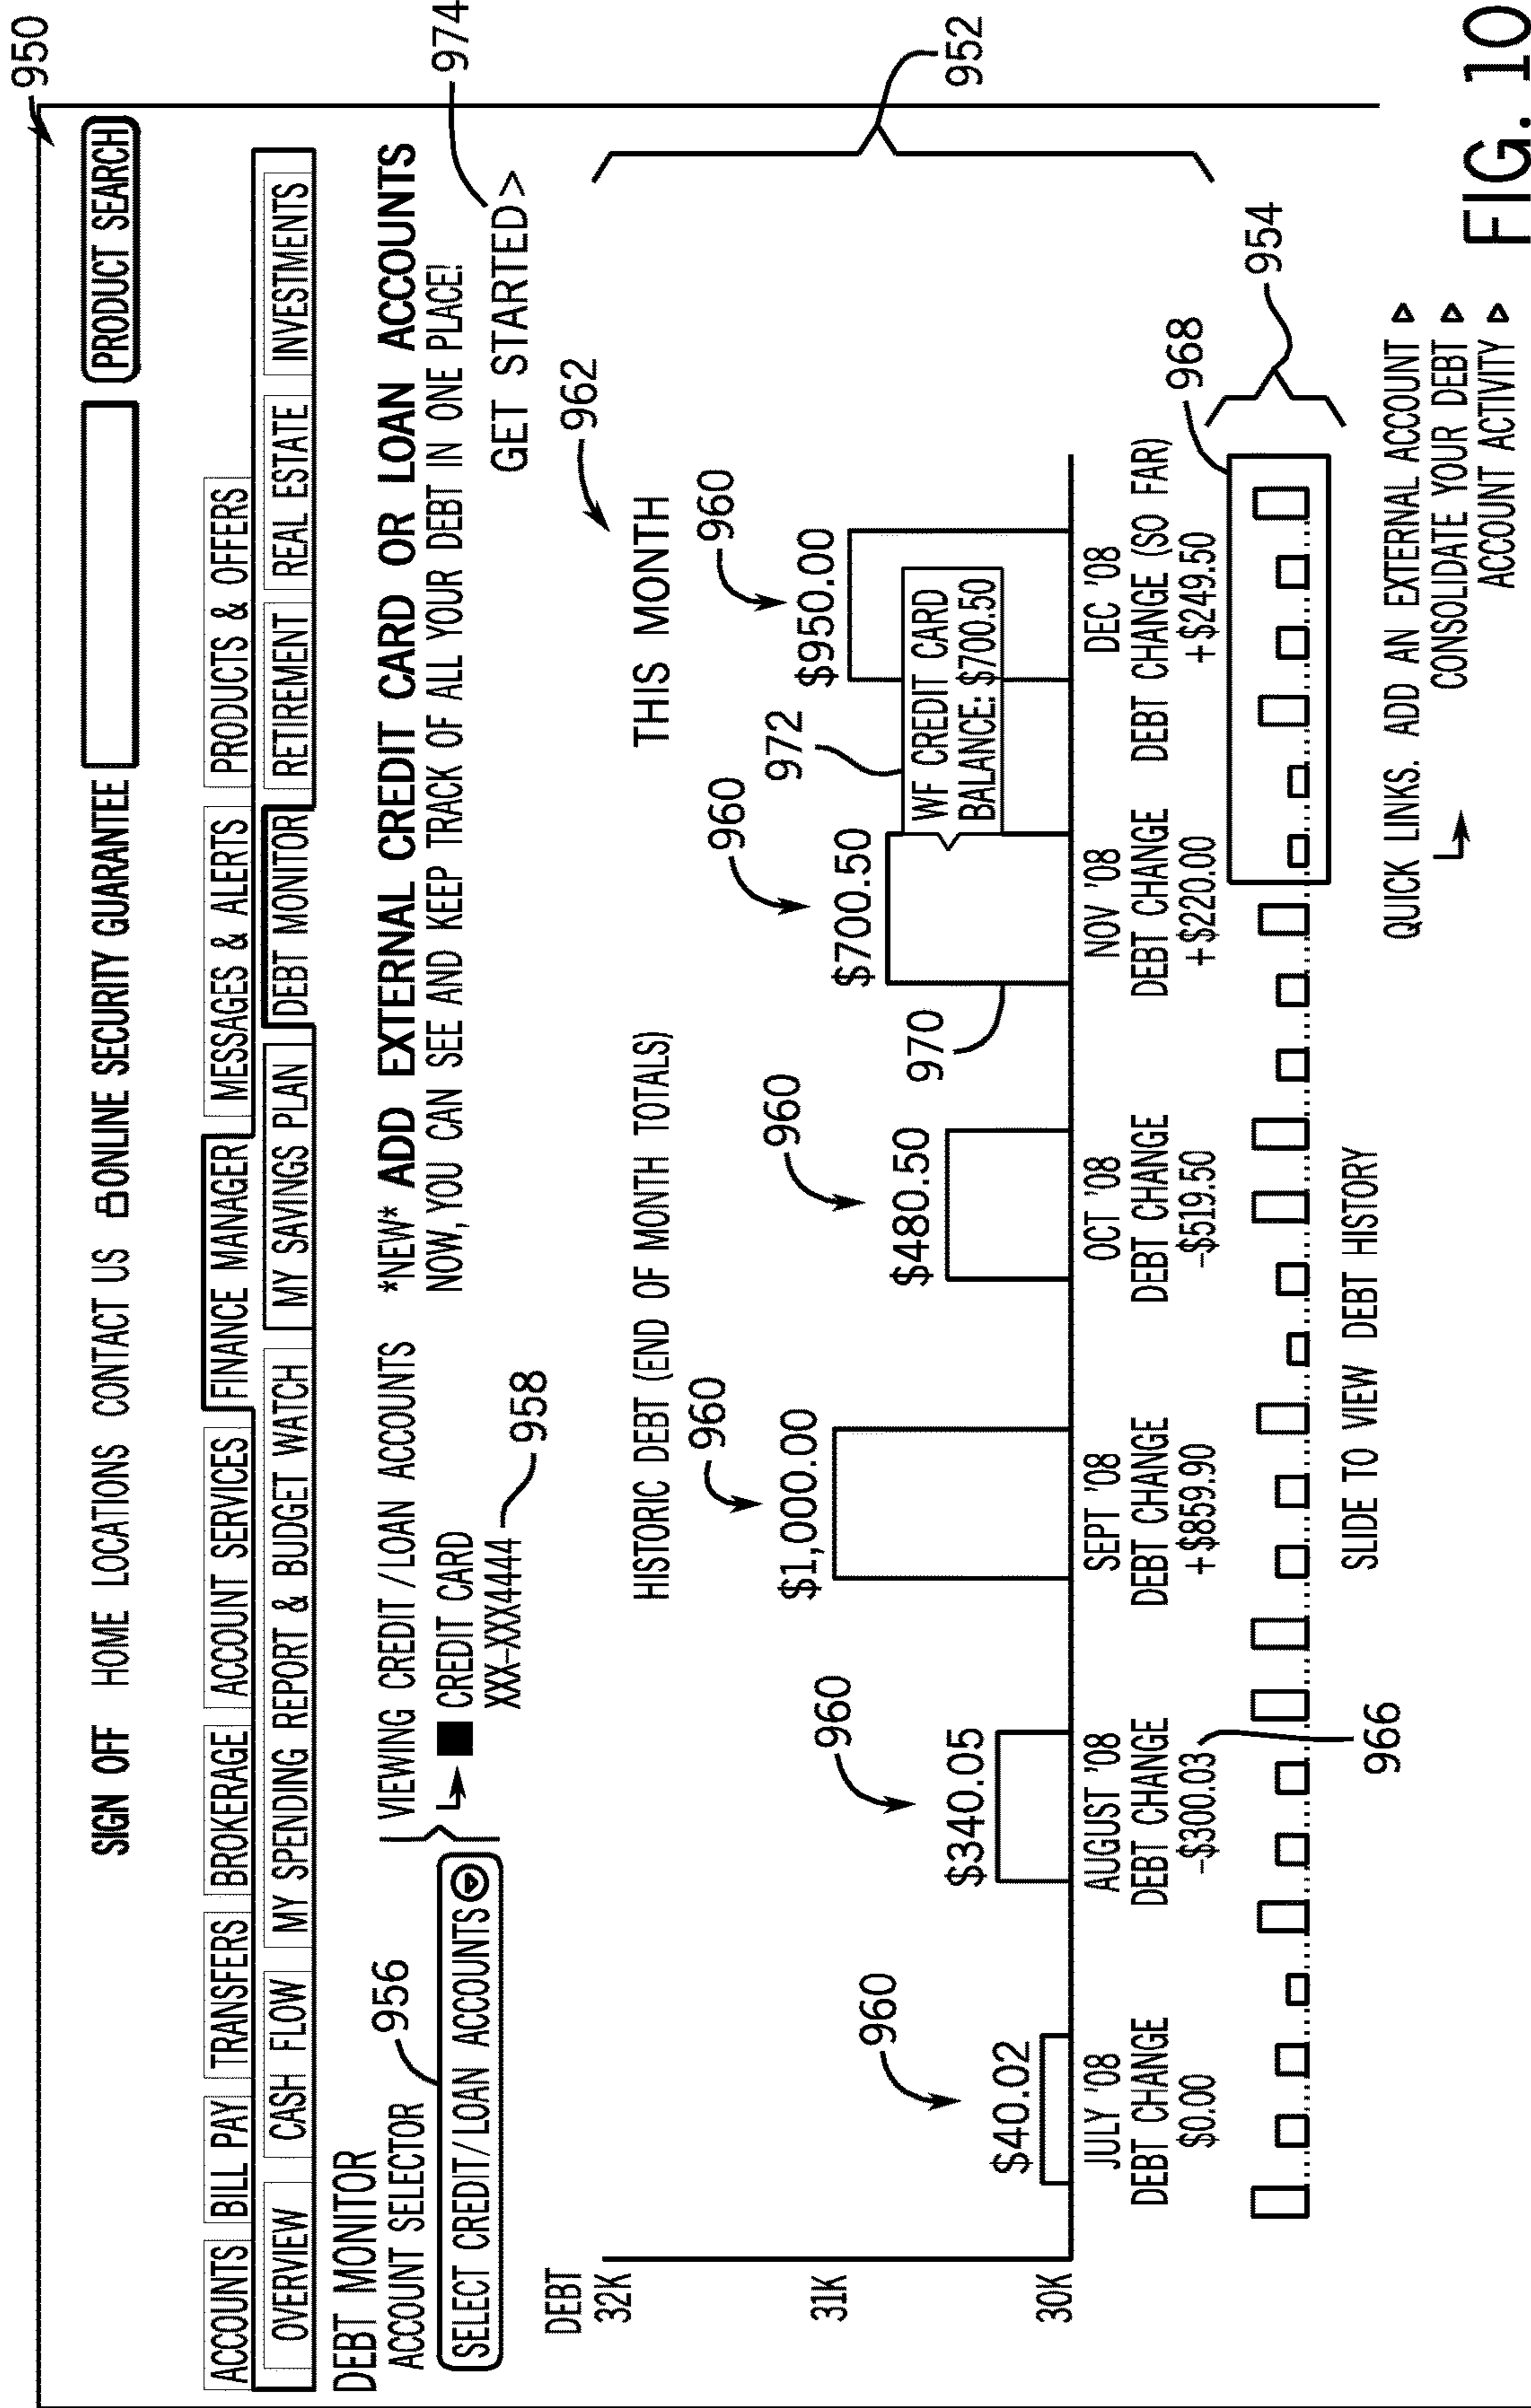 950
SIGN OFF HOME LOCATIONS CONTACT US ONLINE SECURITY GUARANTEE PRODUCT SEARCH
ACCOUNTS BILL PAY TRANSFERS BROKERAGE ACCOUNT SERVICES FINANCE MANAGER MESSAGES & ALERTS PRODUCTS & OFFERS
OVERVIEW CASH FLOW MY SPENDING REPORT & BUDGET WATCH MY SAVINGS PLAN DEBT MONITOR RETIREMENT REAL ESTATE INVESTMENTS
DEBT MONITOR
ACCOUNT SELECTOR
956
SELECT CREDIT/LOAN ACCOUNTS
VIEWING CREDIT/LOAN ACCOUNTS
CREDIT CARD
XXX-XXX4444
958
*NEW* ADD EXTERNAL CREDIT CARD OR LOAN ACCOUNTS
NOW, YOU CAN SEE AND KEEP TRACK OF ALL YOUR DEBT IN ONE PLACE!
GET STARTED>
974
962
HISTORIC DEBT (END OF MONTH TOTALS)
THIS MONTH
DEBT
32K
31K
30K
960
960
960
960
960
960
$40.02
$340.05
$1,000.00
$480.50
$700.50
$950.00
970
972
WF CREDIT CARD
BALANCE: $700.50
952
JULY '08
DEBT CHANGE
$0.00
AUGUST '08
DEBT CHANGE
-$300.03
SEPT '08
DEBT CHANGE
+$859.90
OCT '08
DEBT CHANGE
-$519.50
NOV '08
DEBT CHANGE
+$220.00
DEC '08
DEBT CHANGE (SO FAR)
+$249.50
966
968
954
SLIDE TO VIEW DEBT HISTORY
QUICK LINKS. ADD AN EXTERNAL ACCOUNT
CONSOLIDATE YOUR DEBT
ACCOUNT ACTIVITY
FIG. 10